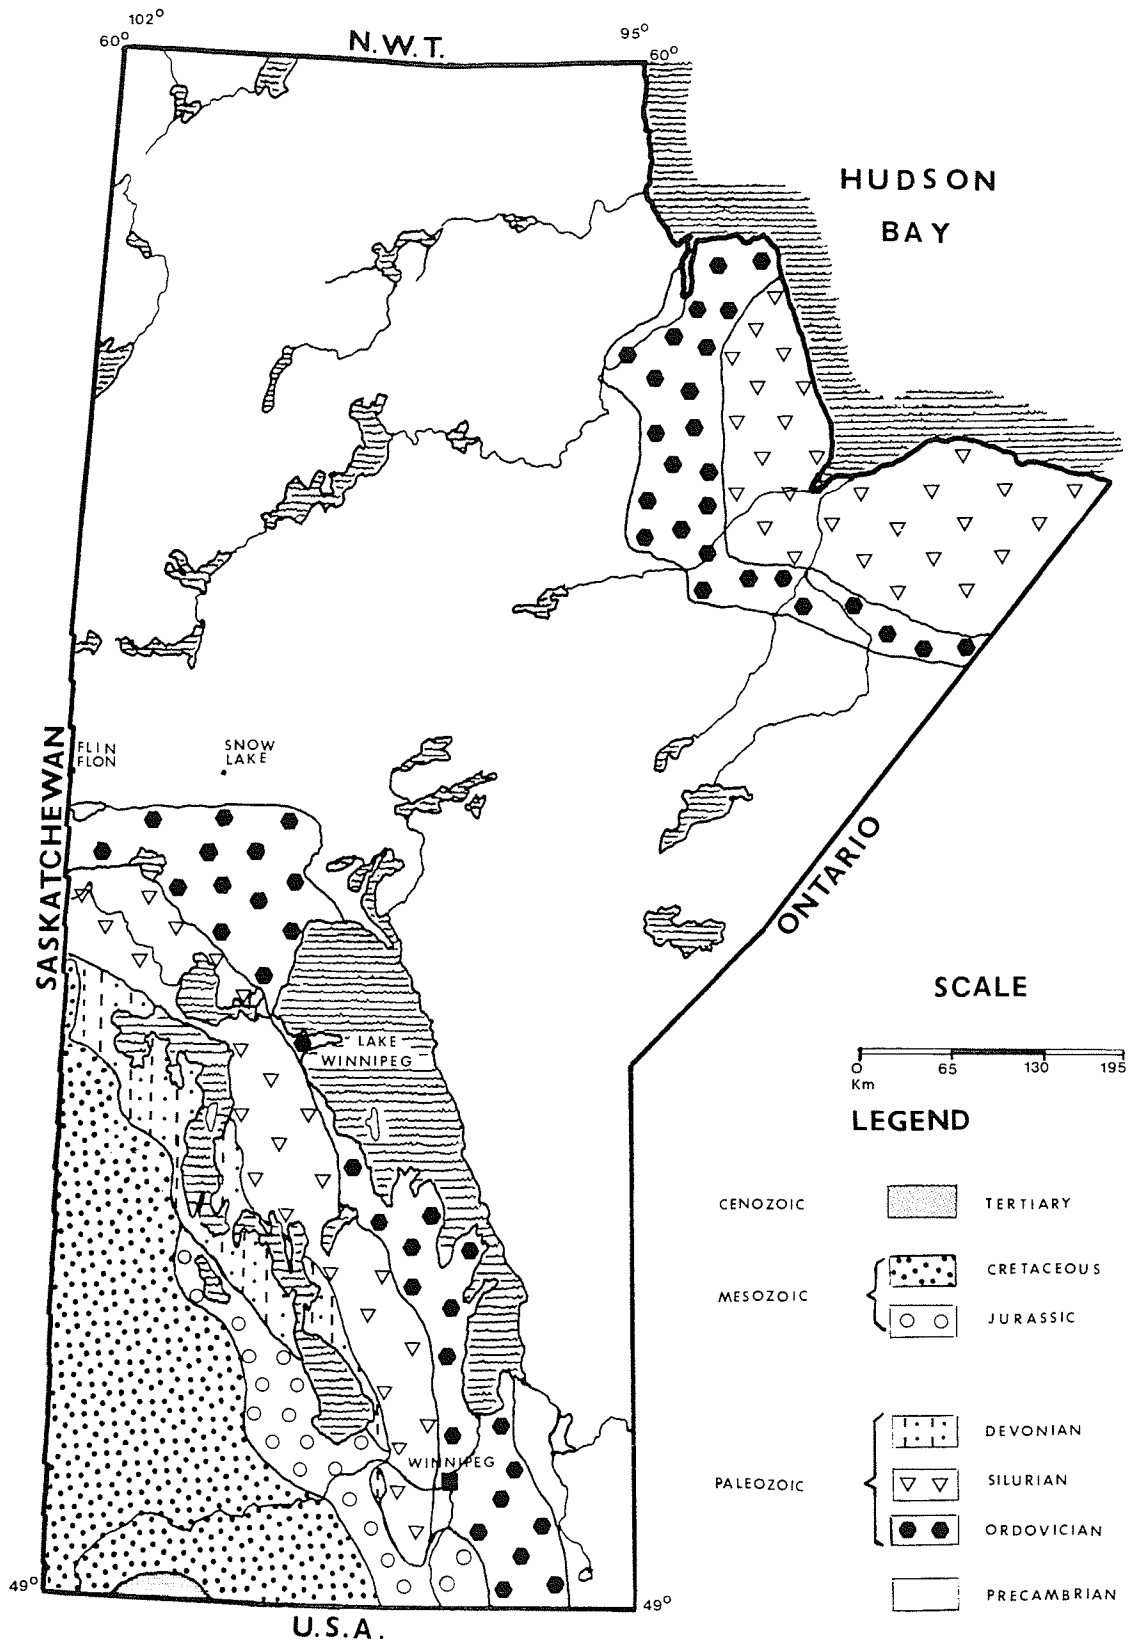 102°
60°
N.W.T.
95°
60°
HUDSON
BAY
SASKATCHEWAN
FLIN
FLON
SNOW
LAKE
ONTARIO
LAKE
WINNIPEG
SCALE
0 65 130 195
Km
LEGEND
CENOZOIC TERTIARY
CRETACEOUS
MESOZOIC
JURASSIC
DEVONIAN
PALEOZOIC SILURIAN
ORDOVICIAN
PRECAMBRIAN
WINNIPEG
49°
49°
U.S.A.